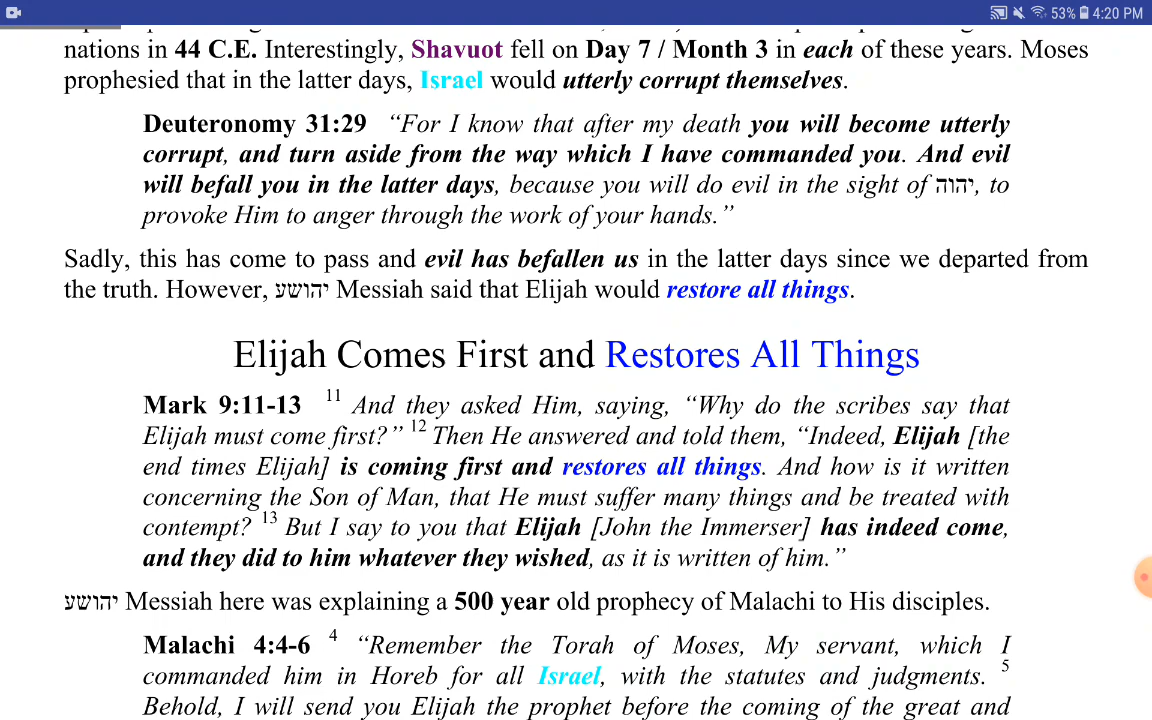 53% 4:20 PM
nations in 44 C.E. Interestingly, Shavuot fell on Day 7 / Month 3 in each of these years. Moses
prophesied that in the latter days, Israel would utterly corrupt themselves.
Deuteronomy 31:29 “For I know that after my death you will become utterly
corrupt, and turn aside from the way which I have commanded you. And evil
will befall you in the latter days, because you will do evil in the sight of יהוה, to
provoke Him to anger through the work of your hands.”
Sadly, this has come to pass and evil has befallen us in the latter days since we departed from
the truth. However, יהושע Messiah said that Elijah would restore all things.
Elijah Comes First and Restores All Things
Mark 9:11-13 11 And they asked Him, saying, “Why do the scribes say that
Elijah must come first?” 12 Then He answered and told them, “Indeed, Elijah [the
end times Elijah] is coming first and restores all things. And how is it written
concerning the Son of Man, that He must suffer many things and be treated with
contempt? 13 But I say to you that Elijah [John the Immerser] has indeed come,
and they did to him whatever they wished, as it is written of him.”
יהושע Messiah here was explaining a 500 year old prophecy of Malachi to His disciples.
Malachi 4:4-6 4 “Remember the Torah of Moses, My servant, which I
commanded him in Horeb for all Israel, with the statutes and judgments. 5
Behold, I will send you Elijah the prophet before the coming of the great and